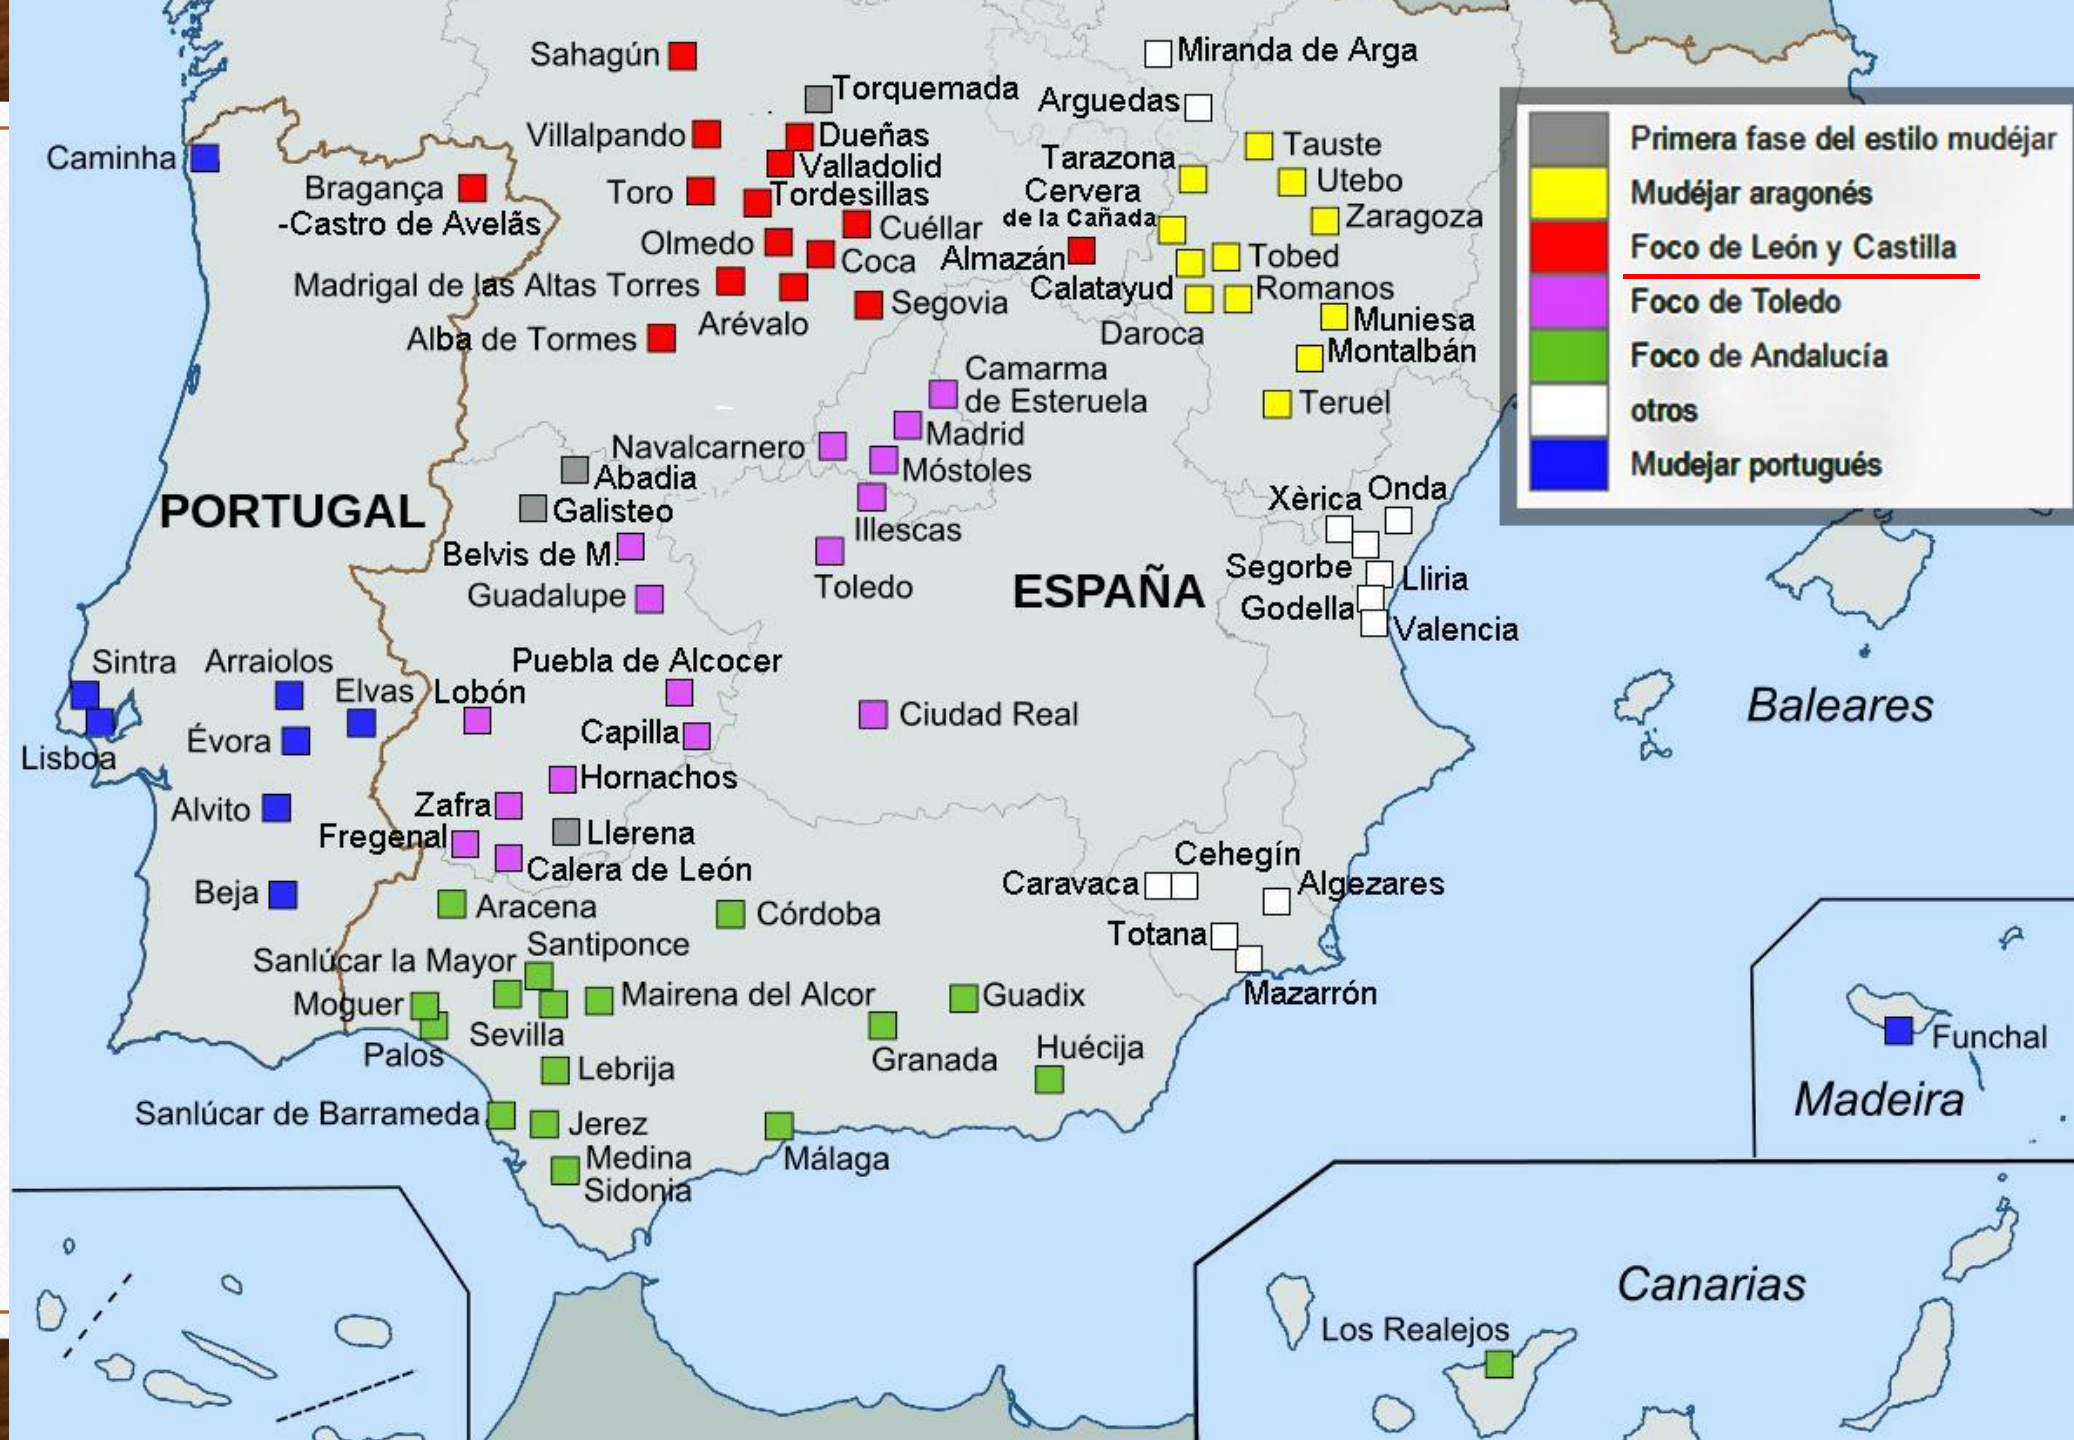 Sahagún
Miranda de Arga
Torquemada
Arguedas
Villalpando
Dueñas
Caminha
Valladolid
Tarazona
Tauste
Bragança
-Castro de Avelãs
Toro
Tordesillas
Cervera
de la Cañada
Utebo
Zaragoza
Olmedo
Cuéllar
Coca
Almazán
Tobed
Madrigal de las Altas Torres
Segovia
Calatayud
Romanos
Arévalo
Daroca
Muniesa
Alba de Tormes
Montalbán
Camarma
de Esteruela
Teruel
Navalcarnero
Madrid
Móstoles
Abadia
Galisteo
PORTUGAL
Illescas
Xèrica
Onda
Belvis de M.
Toledo
Guadalupe
ESPAÑA
Segorbe
Lliria
Godella
Valencia
Sintra
Arraiolos
Elvas
Lobón
Puebla de Alcocer
Évora
Lisboa
Capilla
Ciudad Real
Baleares
Hornachos
Alvito
Zafra
Fregenal
Llerena
Calera de León
Cehegín
Caravaca
Algezares
Beja
Aracena
Córdoba
Totana
Santiponce
Sanlúcar la Mayor
Mazarrón
Moguer
Mairena del Alcor
Guadix
Sevilla
Palos
Granada
Huécija
Lebrija
Funchal
Madeira
Sanlúcar de Barrameda
Jerez
Medina
Sidonia
Málaga
Canarias
Los Realejos
Primera fase del estilo mudéjar
Mudéjar aragonés
Foco de León y Castilla
Foco de Toledo
Foco de Andalucía
otros
Mudejar portugués